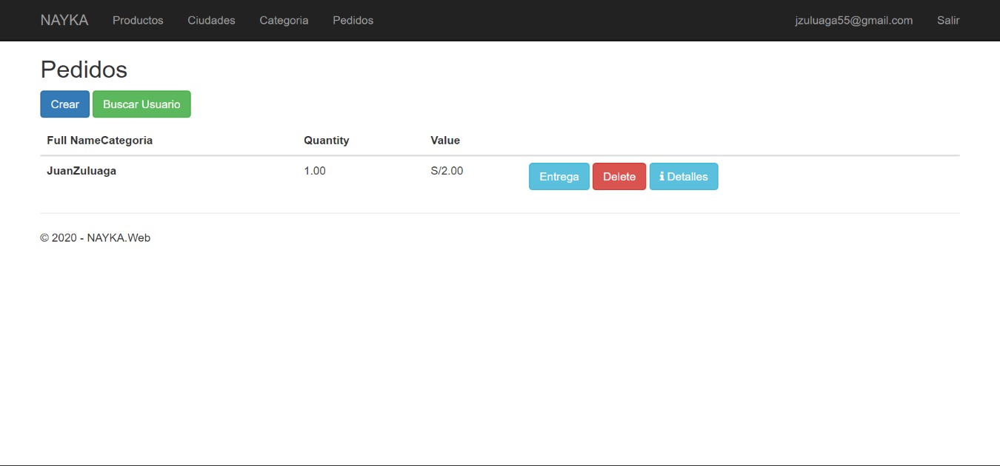 NAYKA Productos Ciudades Categoria Pedidos jzuluaga55@gmail.com Salir
Pedidos
Crear Buscar Usuario
Full NameCategoria Quantity Value
JuanZuluaga 1.00 S/2.00 Entrega Delete Detalles
© 2020 - NAYKA.Web